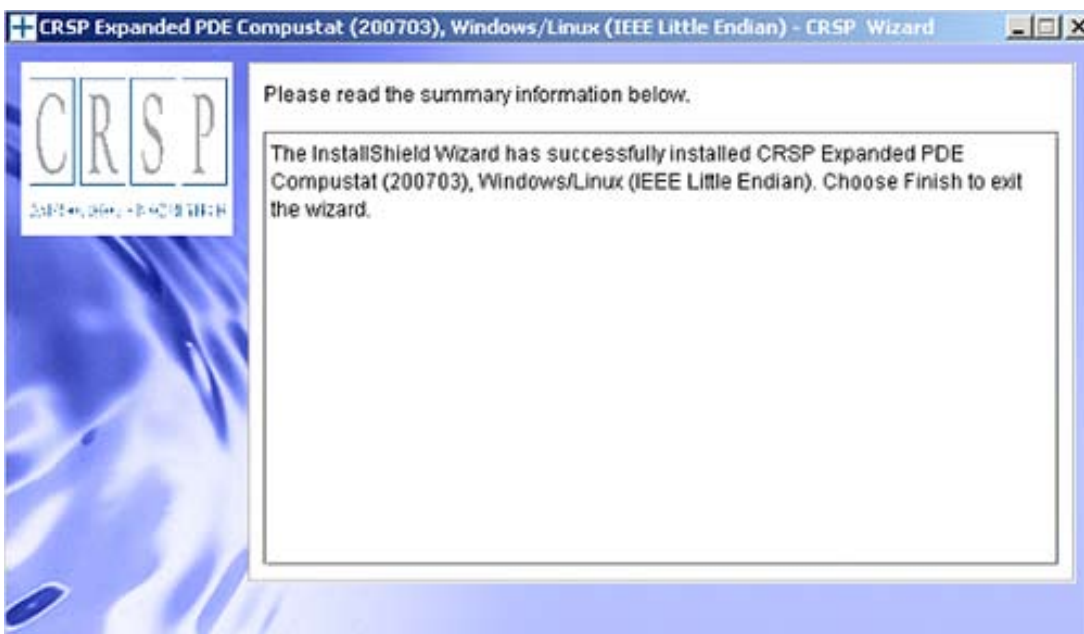 CRSP Expanded PDE Compustat (200703), Windows/Linux (IEEE Little Endian) - CRSP Wizard
CRSP
Please read the summary information below.
The InstallShield Wizard has successfully installed CRSP Expanded PDE
Compustat (200703), Windows/Linux (IEEE Little Endian). Choose Finish to exit
the wizard.